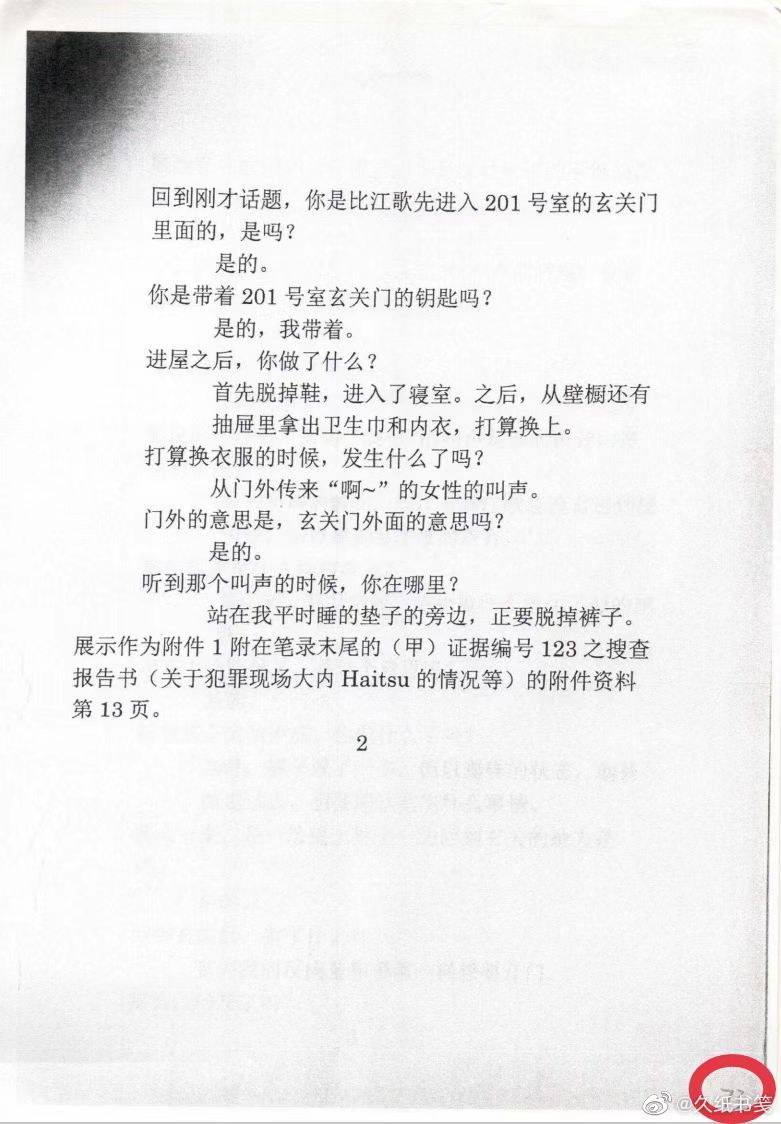 回到刚才话题，你是比江歌先进入 201 号室的玄关门
里面的，是吗？
是的。
你是带着 201 号室玄关门的钥匙吗？
是的，我带着。
进屋之后，你做了什么？
首先脱掉鞋，进入了寝室。之后，从壁橱还有
抽屉里拿出卫生巾和内衣，打算换上。
打算换衣服的时候，发生什么了吗？
从门外传来“啊~”的女性的叫声。
门外的意思是，玄关门外面的意思吗？
是的。
听到那个叫声的时候，你在哪里？
站在我平时睡的垫子的旁边，正要脱掉裤子。
展示作为附件 1 附在笔录末尾的（甲）证据编号 123 之搜查
报告书（关于犯罪现场大内 Haitsu 的情况等）的附件资料
第 13 页。
2
@久纸书笺